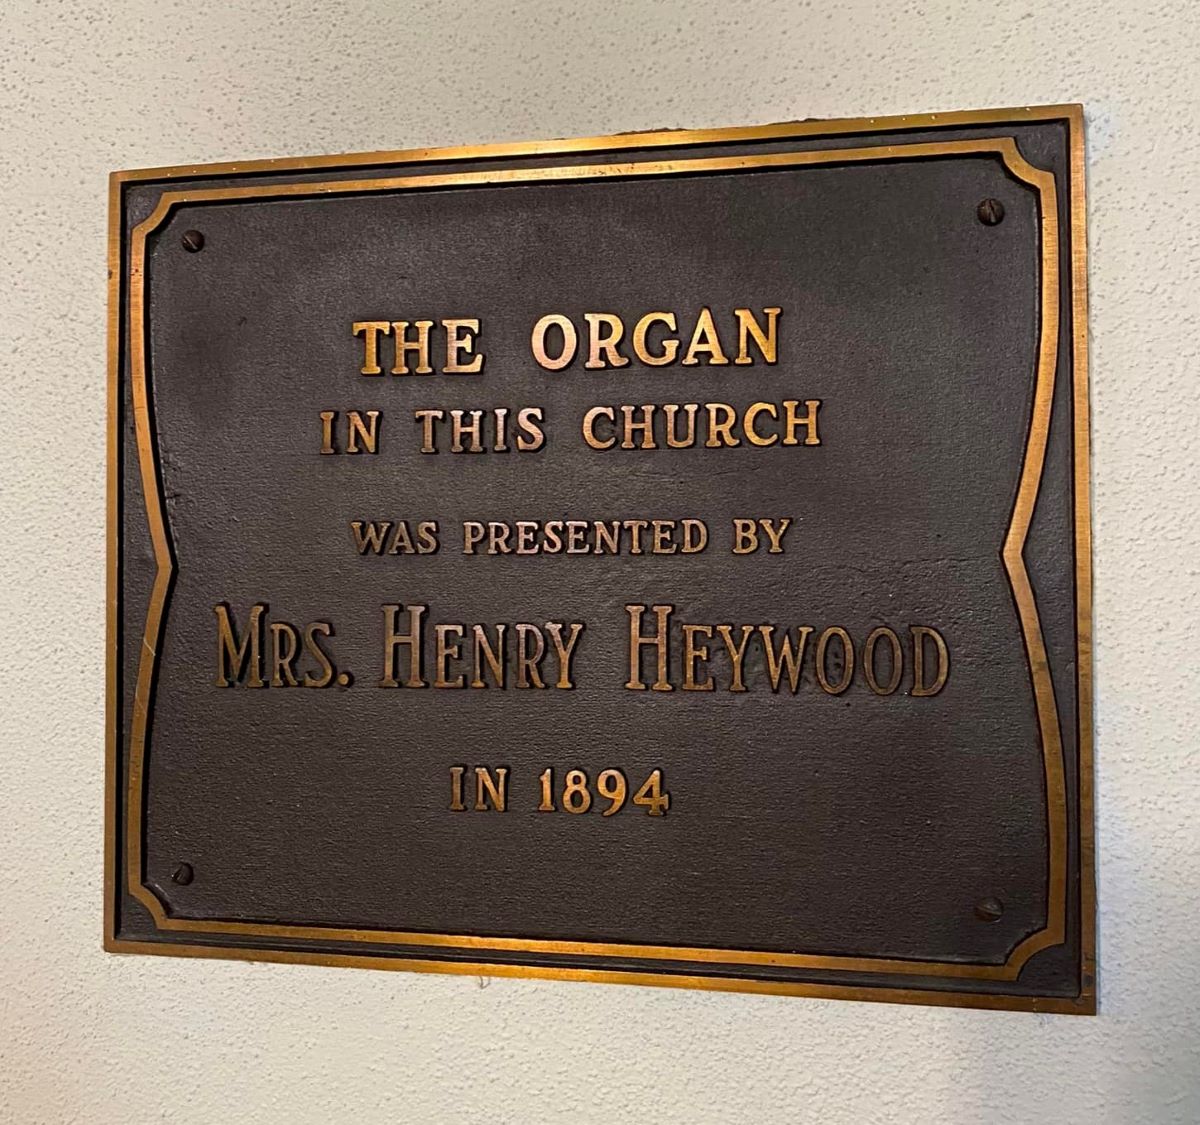 THE ORGAN
IN THIS CHURCH
WAS PRESENTED BY
MRS. HENRY HEYWOOD
IN 1894